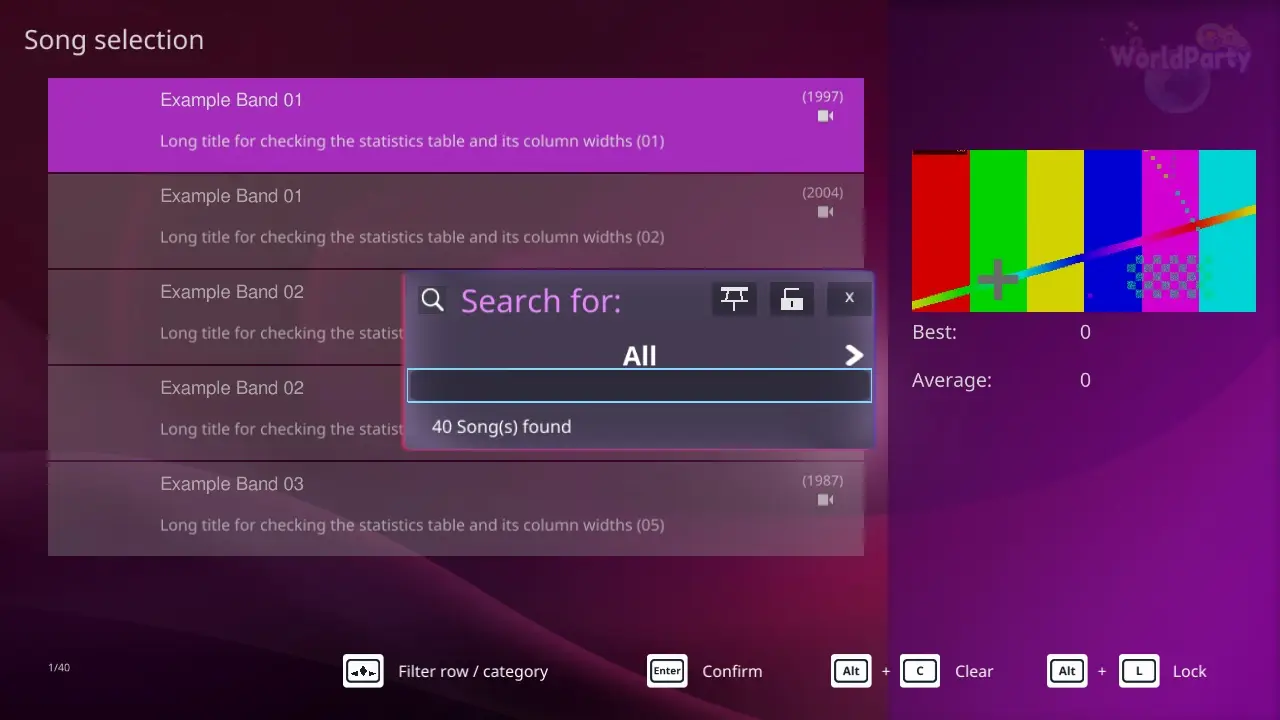 Song selection
WorldParty
Example Band 01
(1997)
Long title for checking the statistics table and its column widths (01)
Example Band 01
(2004)
Long title for checking the statistics table and its column widths (02)
Example Band 02
Long title for checking the statist
Example Band 02
Long title for checking the statist
Example Band 03
(1987)
Long title for checking the statistics table and its column widths (05)
Search for:
X
All
40 Song(s) found
Best: 0
Average: 0
1/40
Filter row / category
Enter Confirm
Alt + C Clear
Alt + L Lock